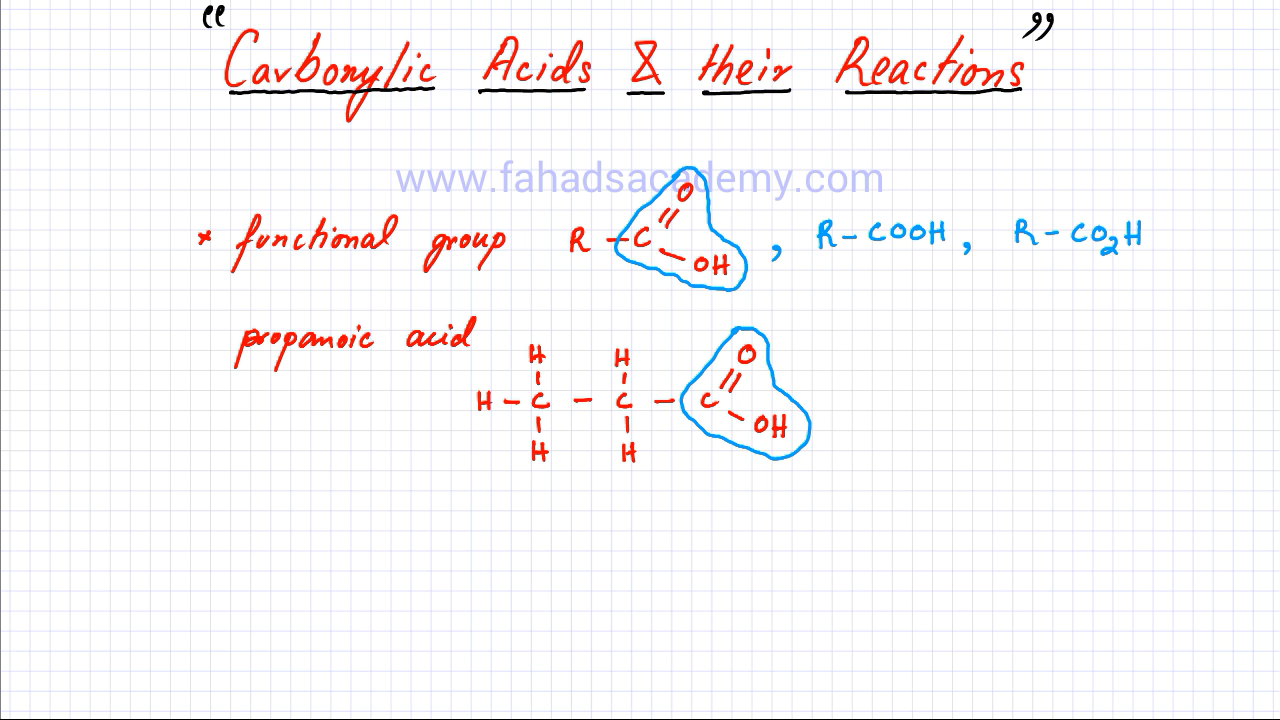 “Carboxylic Acids & their Reactions”
www.fahadsacademy.com
* functional group R-C=O OH, R-COOH, R-CO₂H
propanoic acid
H H O
H-C-C-C OH
H H